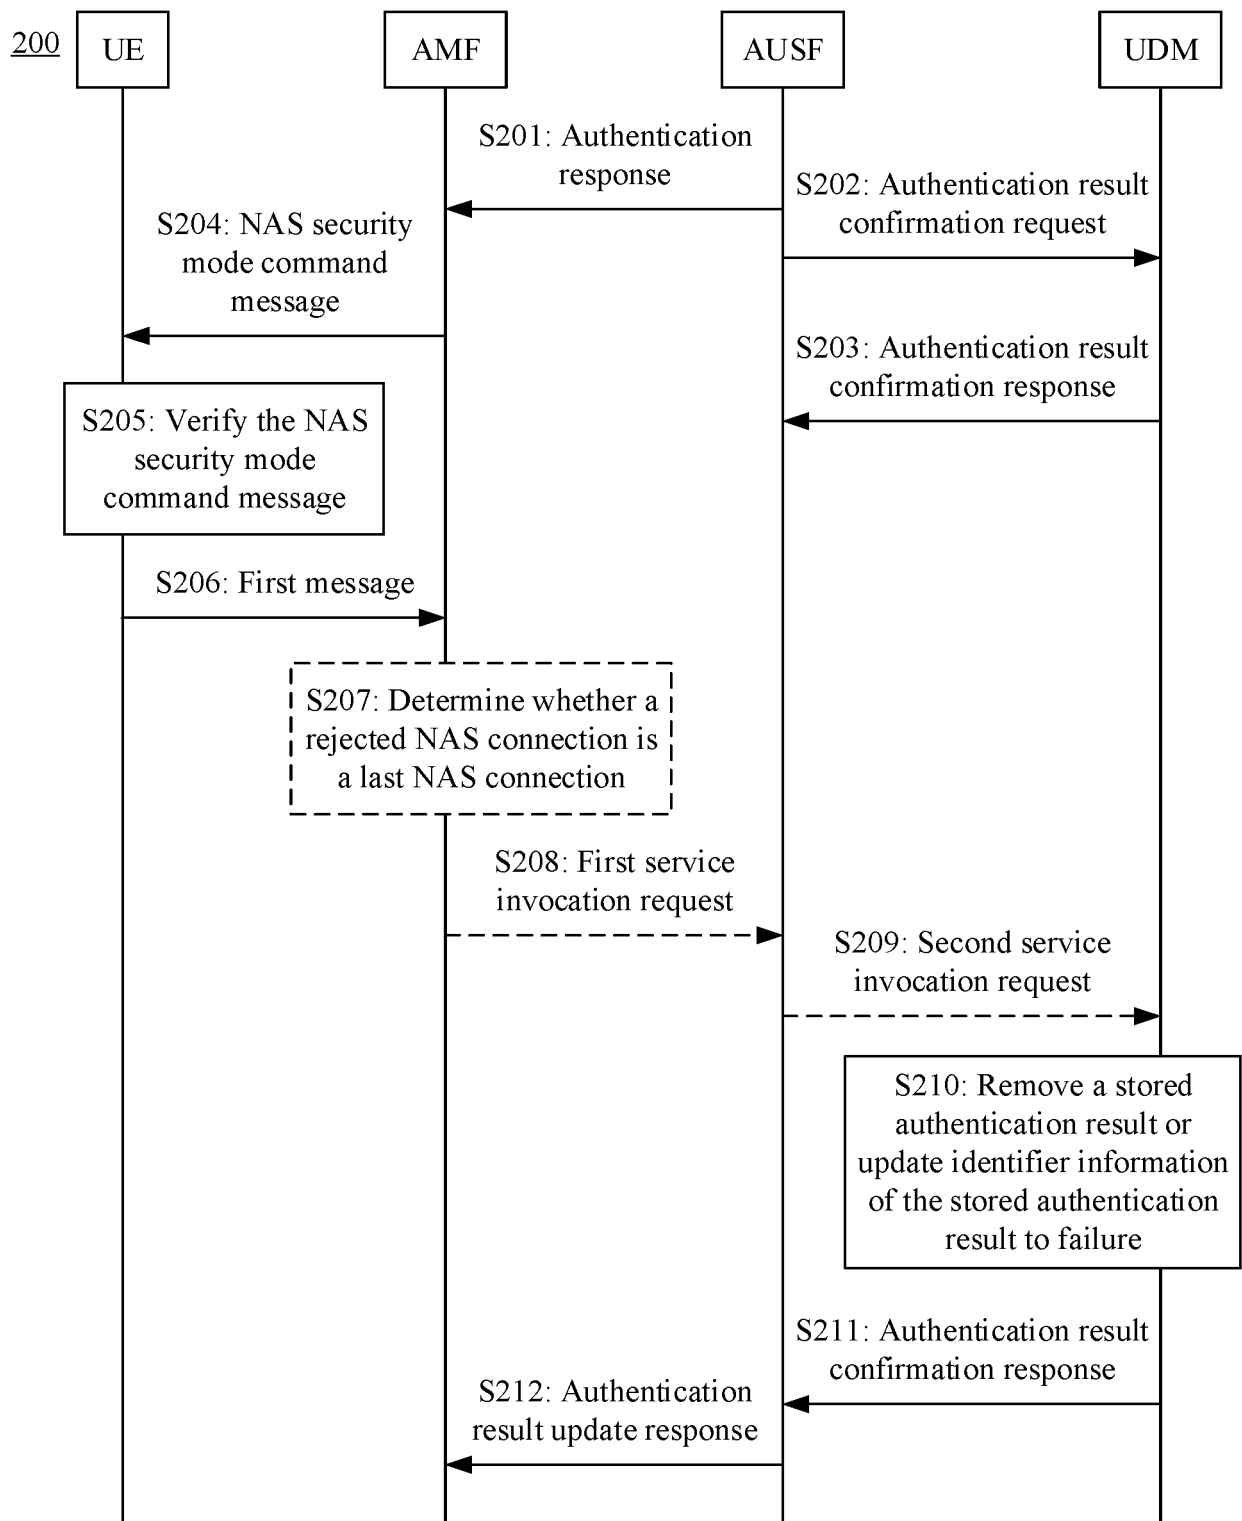 200
UE
AMF
AUSF
UDM
S201: Authentication
response
S202: Authentication result
confirmation request
S204: NAS security
mode command
message
S203: Authentication result
confirmation response
S205: Verify the NAS
security mode
command message
S206: First message
S207: Determine whether a
rejected NAS connection is
a last NAS connection
S208: First service
invocation request
S209: Second service
invocation request
S210: Remove a stored
authentication result or
update identifier information
of the stored authentication
result to failure
S211: Authentication result
confirmation response
S212: Authentication
result update response